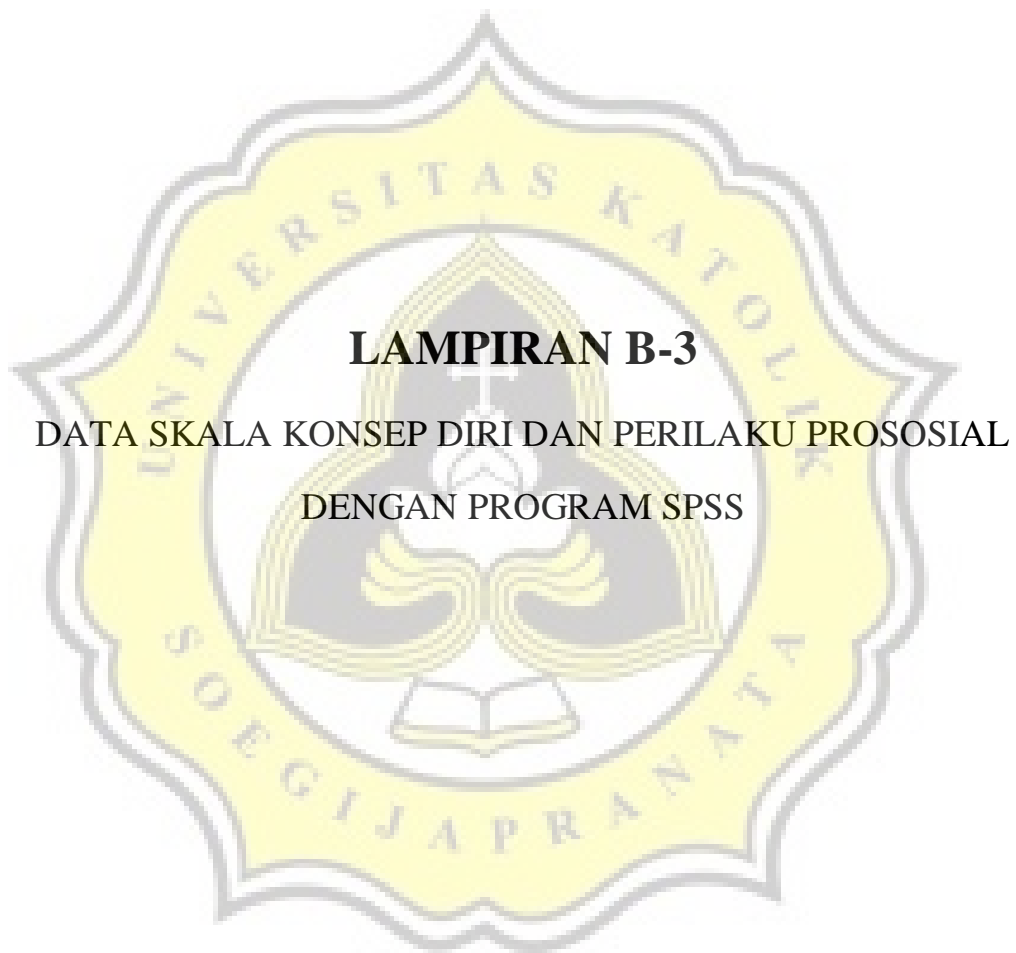 UNIVERSITAS KATOLIK
LAMPIRAN B-3
DATA SKALA KONSEP DIRI DAN PERILAKU PROSOSIAL
DENGAN PROGRAM SPSS
SOEGIJAPRANATA